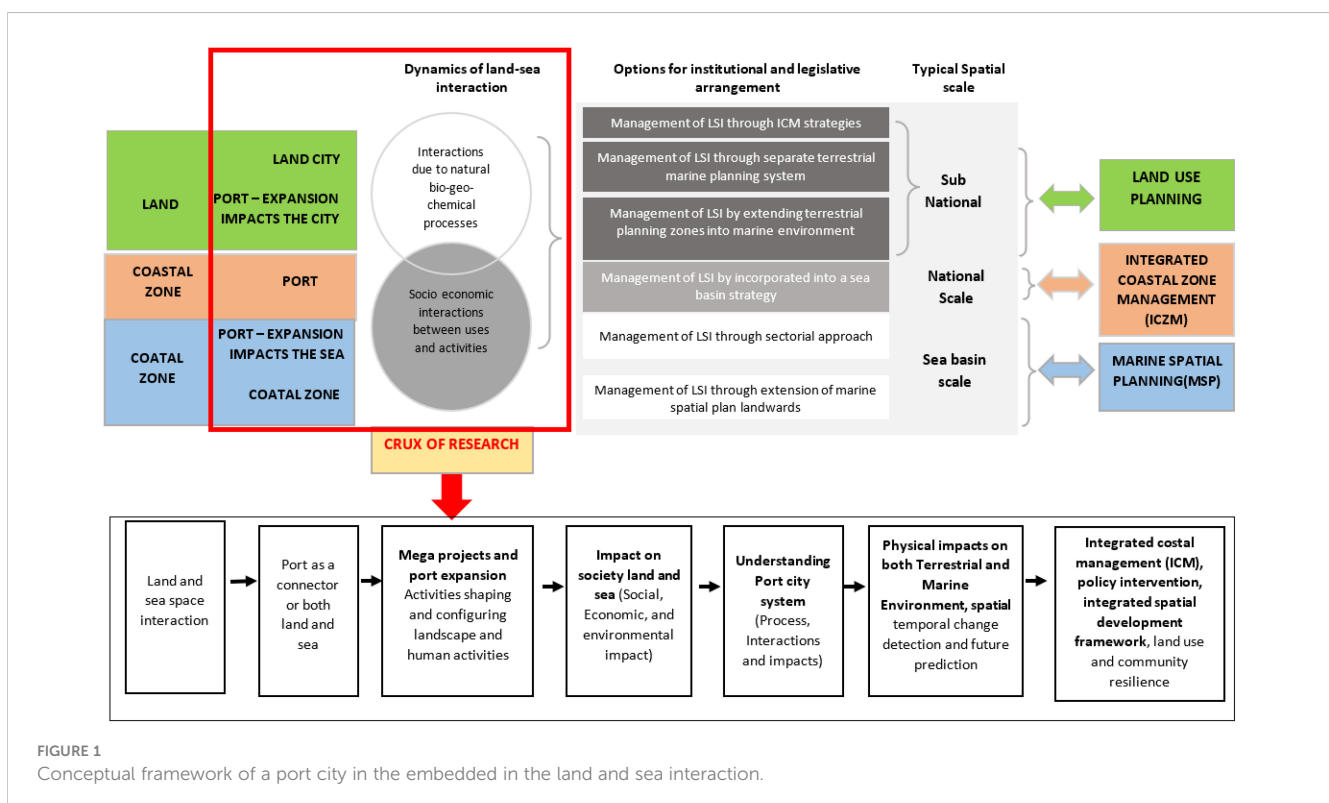 Dynamics of land-sea
interaction
Options for institutional and legislative
arrangement
Typical Spatial
scale
LAND
LAND CITY
PORT – EXPANSION
IMPACTS THE CITY
COASTAL
ZONE
PORT
COATAL
ZONE
PORT – EXPANSION
IMPACTS THE SEA
COATAL ZONE
Interactions
due to natural
bio-geo-
chemical
processes
Socio economic
interactions
between uses
and activities
Management of LSI through ICM strategies
Management of LSI through separate terrestrial
marine planning system
Management of LSI by extending terrestrial
planning zones into marine environment
Management of LSI by incorporated into a sea
basin strategy
Management of LSI through sectorial approach
Management of LSI through extension of marine
spatial plan landwards
Sub
National
National
Scale
Sea basin
scale
LAND USE
PLANNING
INTEGRATED
COASTAL ZONE
MANAGEMENT
(ICZM)
MARINE SPATIAL
PLANNING(MSP)
CRUX OF RESEARCH
Land and
sea space
interaction
Port as a
connector
or both
land and
sea
Mega projects and
port expansion
Activities shaping
and configuring
landscape and
human activities
Impact on
society land and
sea (Social,
Economic, and
environmental
impact)
Understanding
Port city
system
(Process,
Interactions
and impacts)
Physical impacts on
both Terrestrial and
Marine
Environment, spatial
temporal change
detection and future
prediction
Integrated costal
management (ICM),
policy intervention,
integrated spatial
development
framework, land use
and community
resilience
FIGURE 1
Conceptual framework of a port city in the embedded in the land and sea interaction.